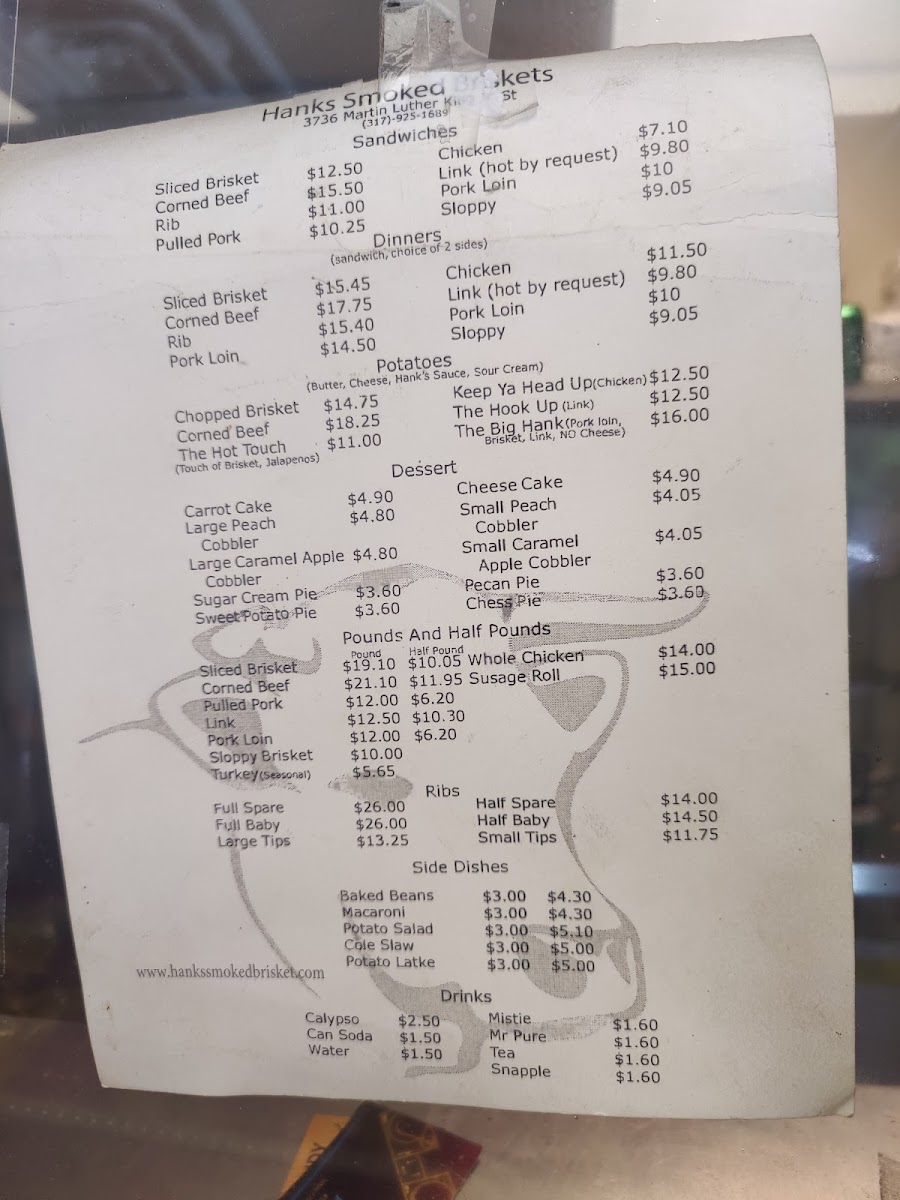 Hanks Smoked Briskets
3736 Martin Luther St
(317)-925-1689
Sandwiches
Sliced Brisket $12.50 Chicken $7.10
Corned Beef $15.50 Link (hot by request) $9.80
Rib $11.00 Pork Loin $10
Pulled Pork $10.25 Sloppy $9.05
Dinners
(sandwich, choice of 2 sides)
Sliced Brisket $15.45 Chicken $11.50
Corned Beef $17.75 Link (hot by request) $9.80
Rib $15.40 Pork Loin $10
Pork Loin $14.50 Sloppy $9.05
Potatoes
(Butter, Cheese, Hank's Sauce, Sour Cream)
Chopped Brisket $14.75 Keep Ya Head Up(Chicken) $12.50
Corned Beef $18.25 The Hook Up (Link) $12.50
The Hot Touch $11.00 The Big Hank(Pork loin, $16.00
(Touch of Brisket, Jalapenos) Brisket, Link, NO Cheese)
Dessert
Carrot Cake $4.90 Cheese Cake $4.90
Large Peach $4.80 Small Peach $4.05
Cobbler Cobbler
Large Caramel Apple $4.80 Small Caramel $4.05
Cobbler Apple Cobbler
Sugar Cream Pie $3.60 Pecan Pie $3.60
Sweet Potato Pie $3.60 Chess Pie $3.60
Pounds And Half Pounds
Pound Half Pound
Sliced Brisket $19.10 $10.05 Whole Chicken $14.00
Corned Beef $21.10 $11.95 Susage Roll $15.00
Pulled Pork $12.00 $6.20
Link $12.50 $10.30
Pork Loin $12.00 $6.20
Sloppy Brisket $10.00
Turkey(Seasonal) $5.65
Ribs
Full Spare $26.00 Half Spare $14.00
Full Baby $26.00 Half Baby $14.50
Large Tips $13.25 Small Tips $11.75
Side Dishes
Baked Beans $3.00 $4.30
Macaroni $3.00 $4.30
Potato Salad $3.00 $5.10
Cole Slaw $3.00 $5.00
Potato Latke $3.00 $5.00
www.hankssmokedbrisket.com
Drinks
Calypso $2.50 Mistie $1.60
Can Soda $1.50 Mr Pure $1.60
Water $1.50 Tea $1.60
Snapple $1.60